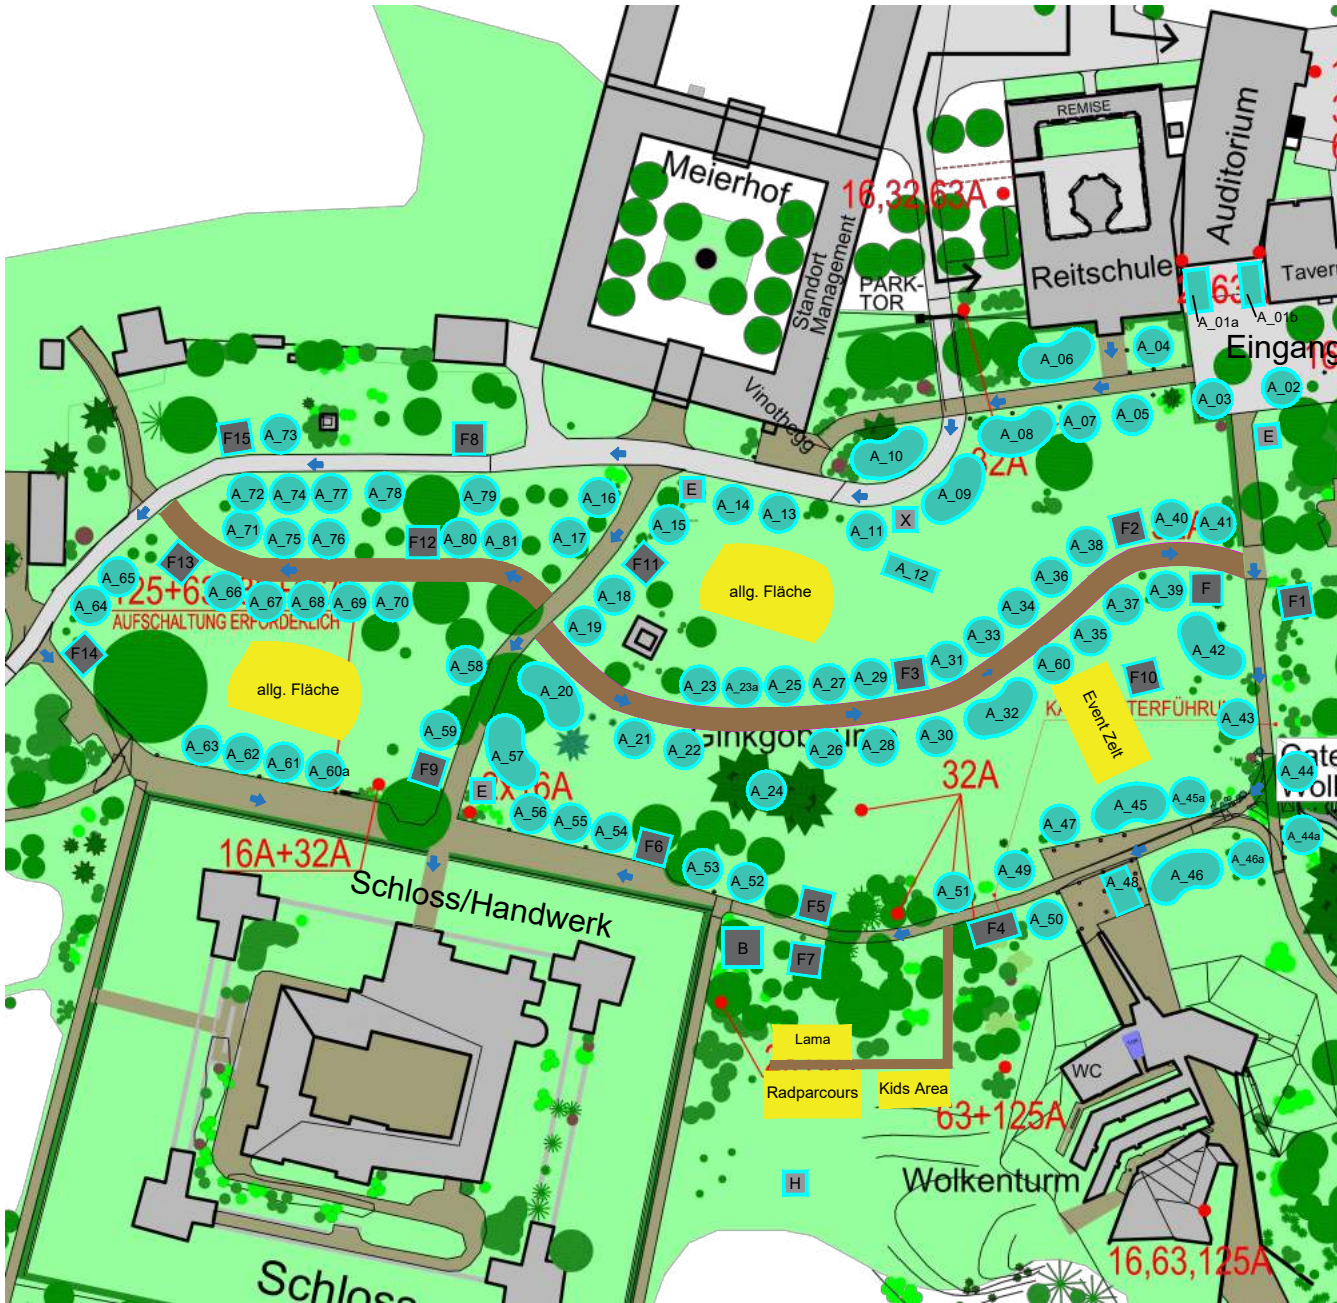 REMISE
Auditorium
Meierhof
16,32,63A
Standort
Management
PARK-
TOR
Reitschule
A_01a
A_01b
Eingang
A_06
A_04
A_02
A_03
Vinothegg
F15
A_73
F8
A_10
A_08
A_07
A_05
E
32A
A_72
A_74
A_77
A_78
A_79
A_16
E
A_14
A_13
A_09
A_11
X
F2
A_40
A_41
A_71
A_75
A_76
F12
A_80
A_81
A_17
A_15
A_38
F13
F11
A_12
A_36
A_39
F
F1
A_65
A_64
A_66
A_67
A_68
A_69
A_70
A_18
allg. Fläche
A_34
A_37
AUFSCHALTUNG ERFORDERLICH
A_19
A_33
A_35
A_42
F14
A_58
A_31
A_60
allg. Fläche
A_20
A_23
A_23a
A_25
A_27
A_29
F3
F10
Event Zelt
A_32
A_43
A_63
A_62
A_61
A_60a
A_59
A_57
A_21
A_22
A_26
A_28
A_30
F9
E
A_24
32A
A_44
A_56
A_55
A_54
A_47
A_45
A_45a
A_44a
16A+32A
F6
A_53
A_52
A_49
A_46a
A_46
A_48
A_51
A_50
Schloss/Handwerk
F5
F4
B
F7
Lama
Radparcours
Kids Area
WC
63+125A
H
Wolkenturm
16,63,125A
Schloss